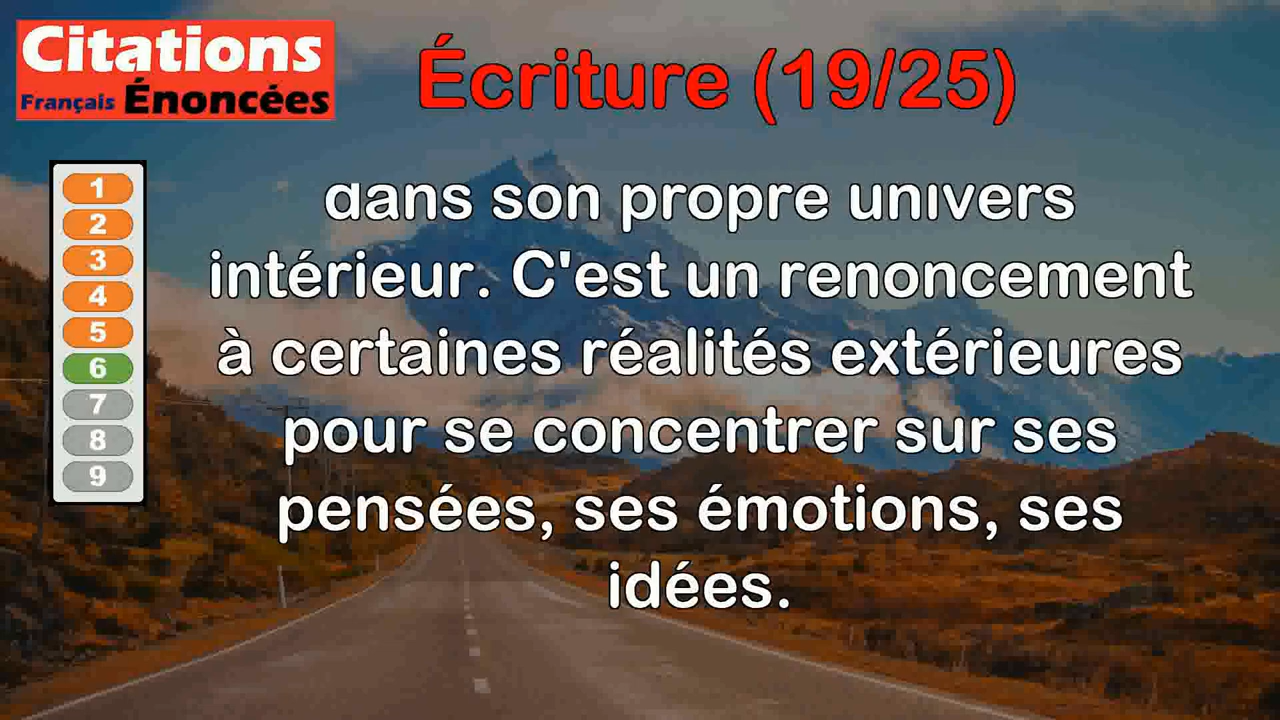 Citations
Français Énoncées
Écriture (19/25)
1
2
3
4
5
6
7
8
9
dans son propre univers
intérieur. C'est un renoncement
à certaines réalités extérieures
pour se concentrer sur ses
pensées, ses émotions, ses
idées.